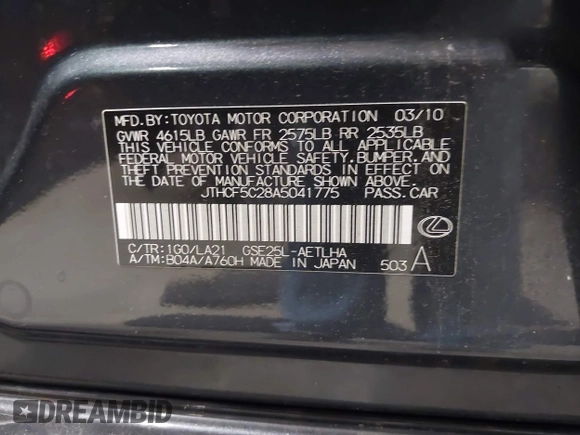 MFD.BY:TOYOTA MOTOR CORPORATION 03/10
GVWR 4615LB GAWR FR 2575LB RR 2535LB
THIS VEHICLE CONFORMS TO ALL APPLICABLE
FEDERAL MOTOR VEHICLE SAFETY,BUMPER,AND
THEFT PREVENTION STANDARDS IN EFFECT ON
THE DATE OF MANUFACTURE SHOWN ABOVE.
JTHCF5C28A5041775 PASS.CAR
C/TR:1G0/LA21 GSE25L-AETLHA
A/TM:B04A/A760H MADE IN JAPAN 503 A
DREAMBID